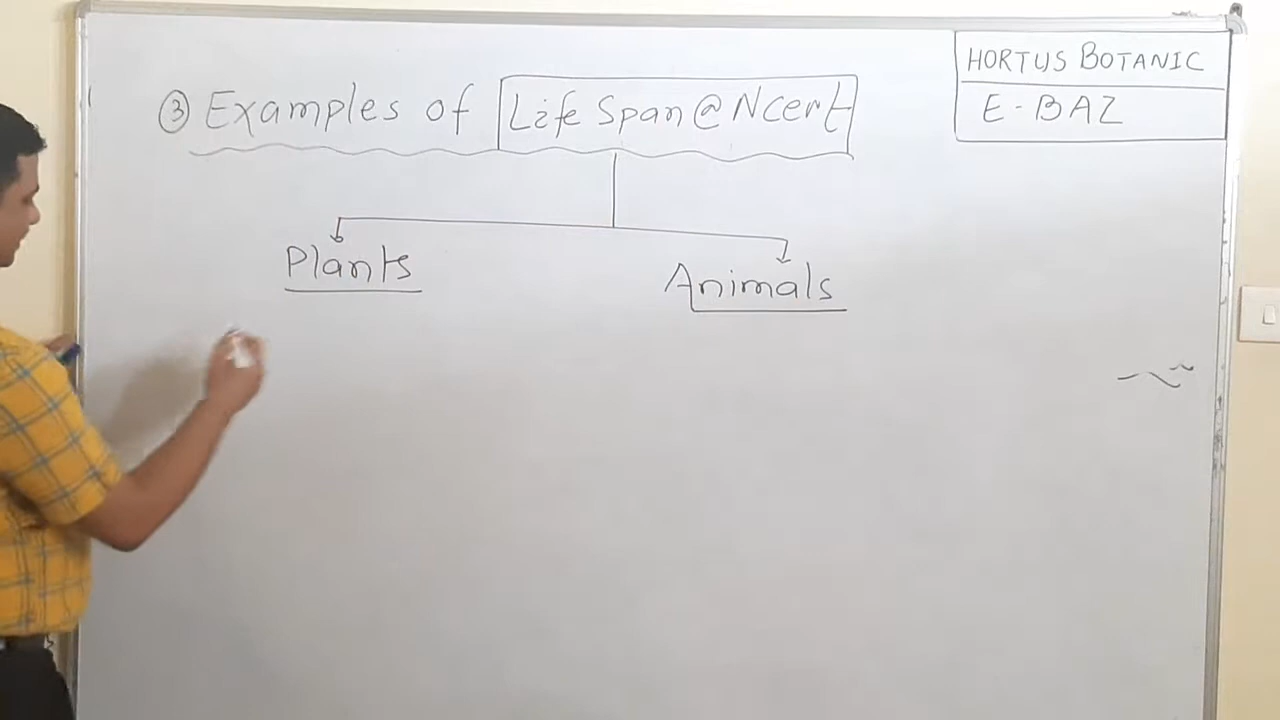 HORTUS BOTANIC
E-BAZ
③ Examples of Life Span @ Ncert
Plants
Animals